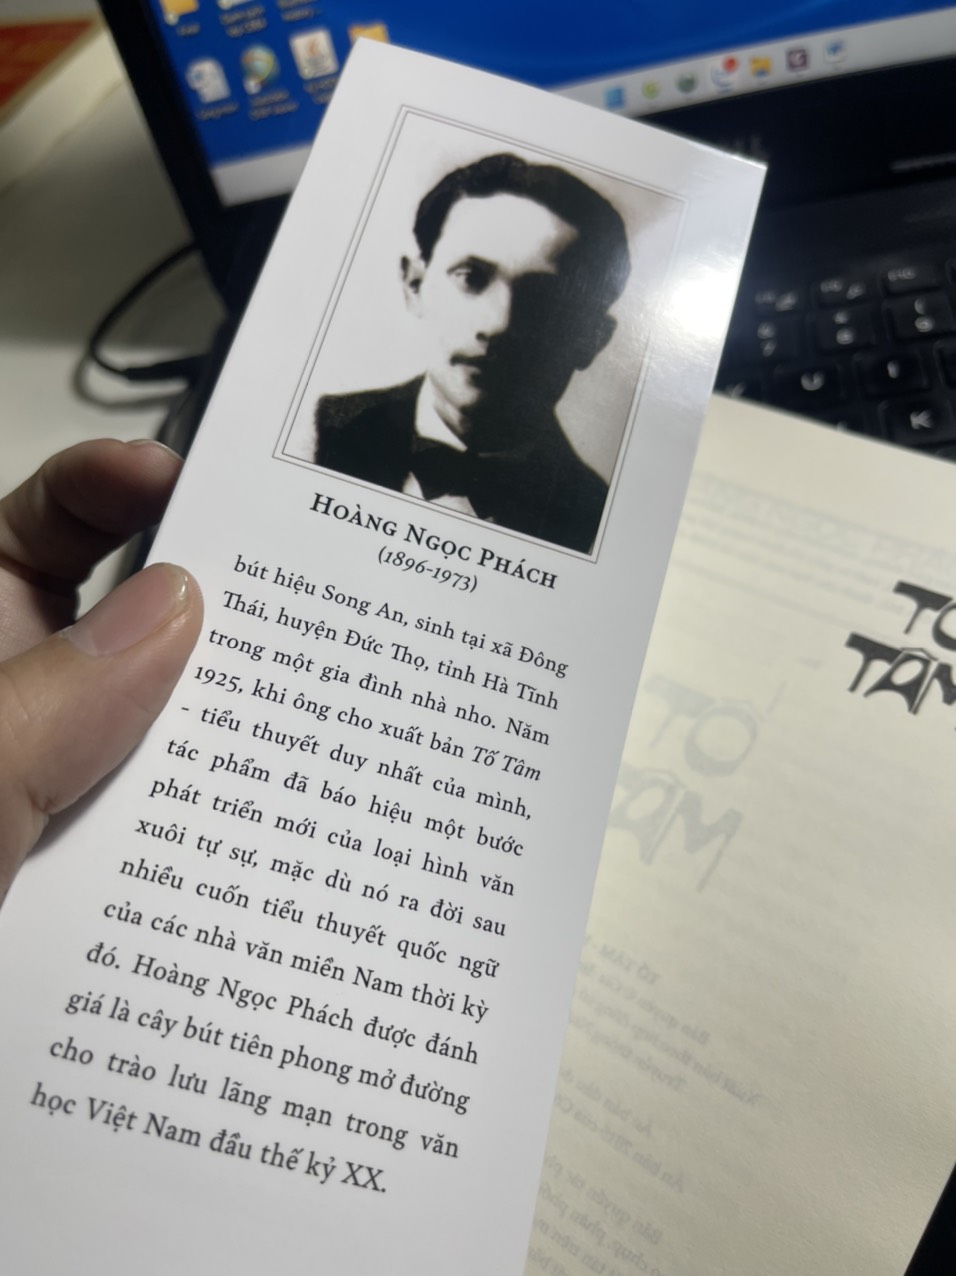 HOÀNG NGỌC PHÁCH
(1896-1973)
bút hiệu Song An, sinh tại xã Đông
Thái, huyện Đức Thọ, tỉnh Hà Tĩnh
trong một gia đình nhà nho. Năm
1925, khi ông cho xuất bản Tố Tâm
- tiểu thuyết duy nhất của mình,
tác phẩm đã báo hiệu một bước
phát triển mới của loại hình văn
xuôi tự sự, mặc dù nó ra đời sau
nhiều cuốn tiểu thuyết quốc ngữ
của các nhà văn miền Nam thời kỳ
đó. Hoàng Ngọc Phách được đánh
giá là cây bút tiên phong mở đường
cho trào lưu lãng mạn trong văn
học Việt Nam đầu thế kỷ XX.
TỐ
TÂM